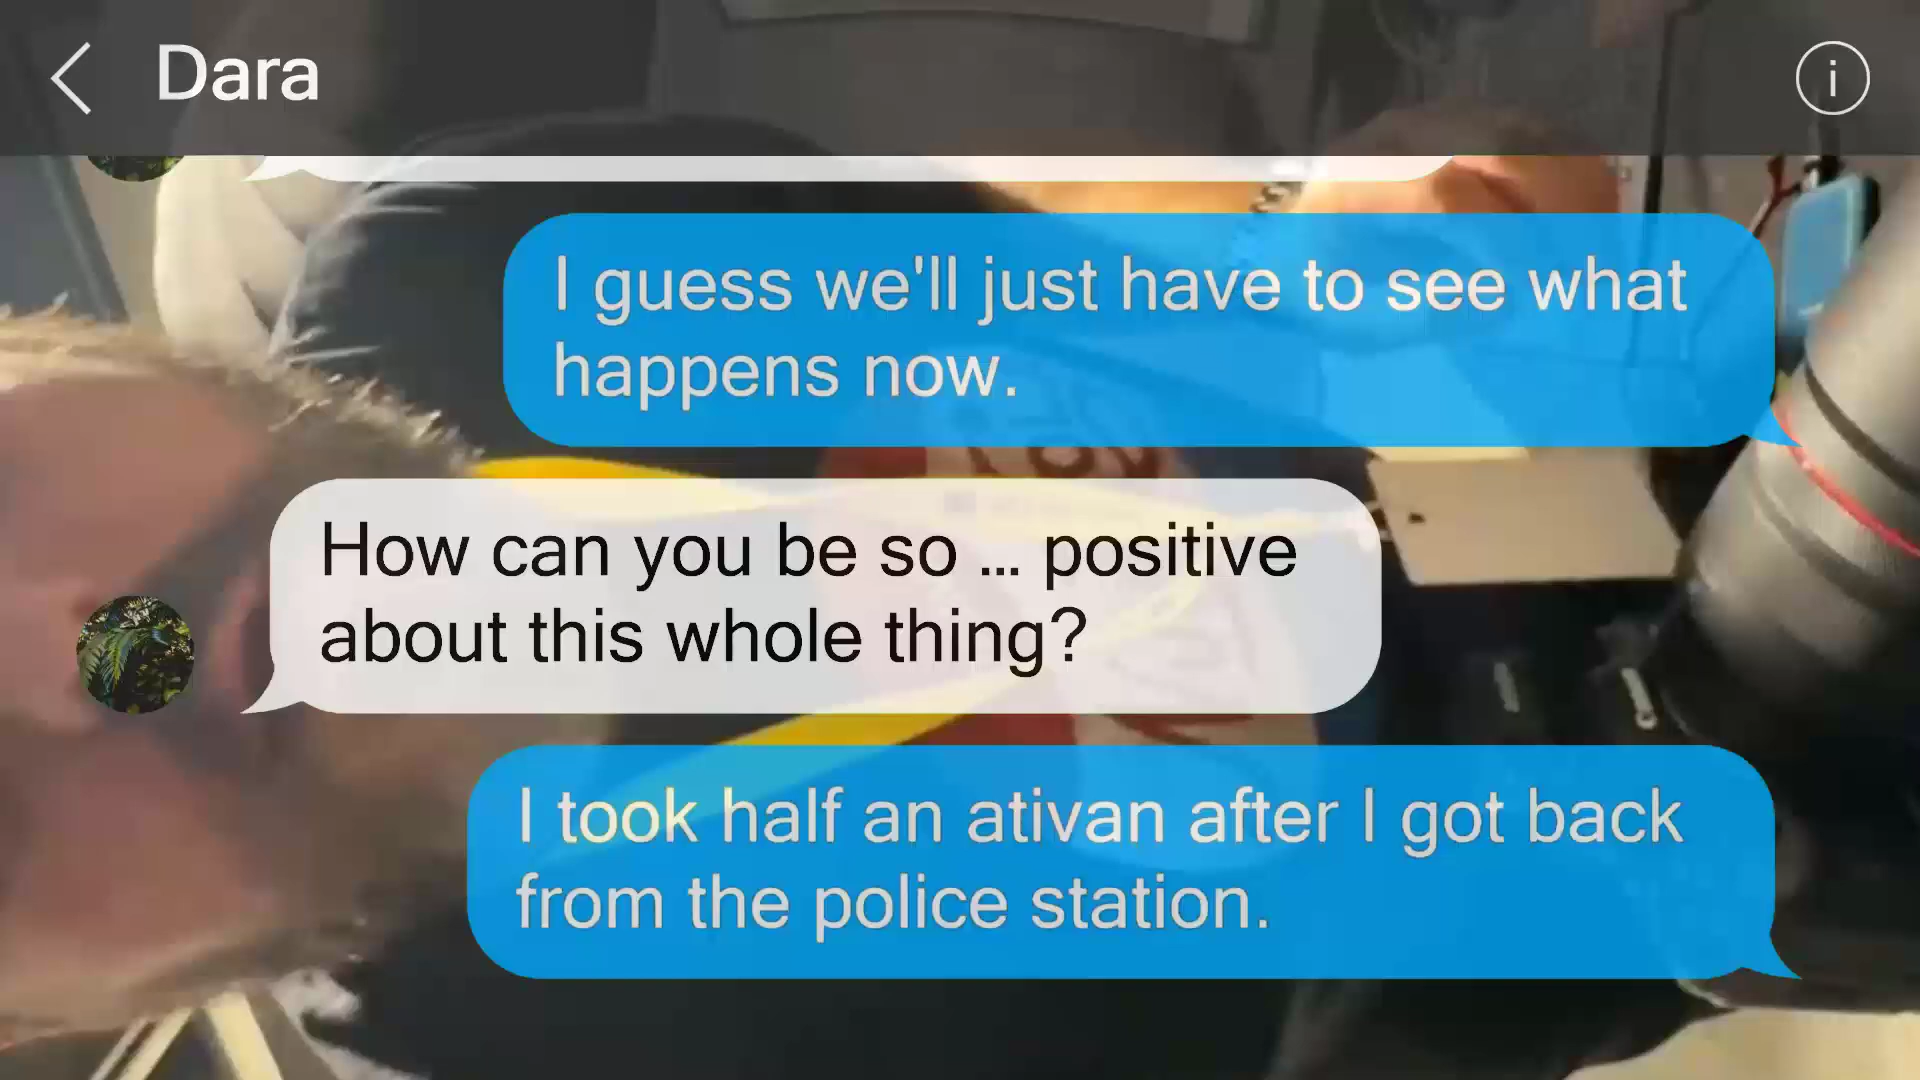 Dara
I guess we'll just have to see what
happens now.
How can you be so ... positive
about this whole thing?
I took half an ativan after I got back
from the police station.